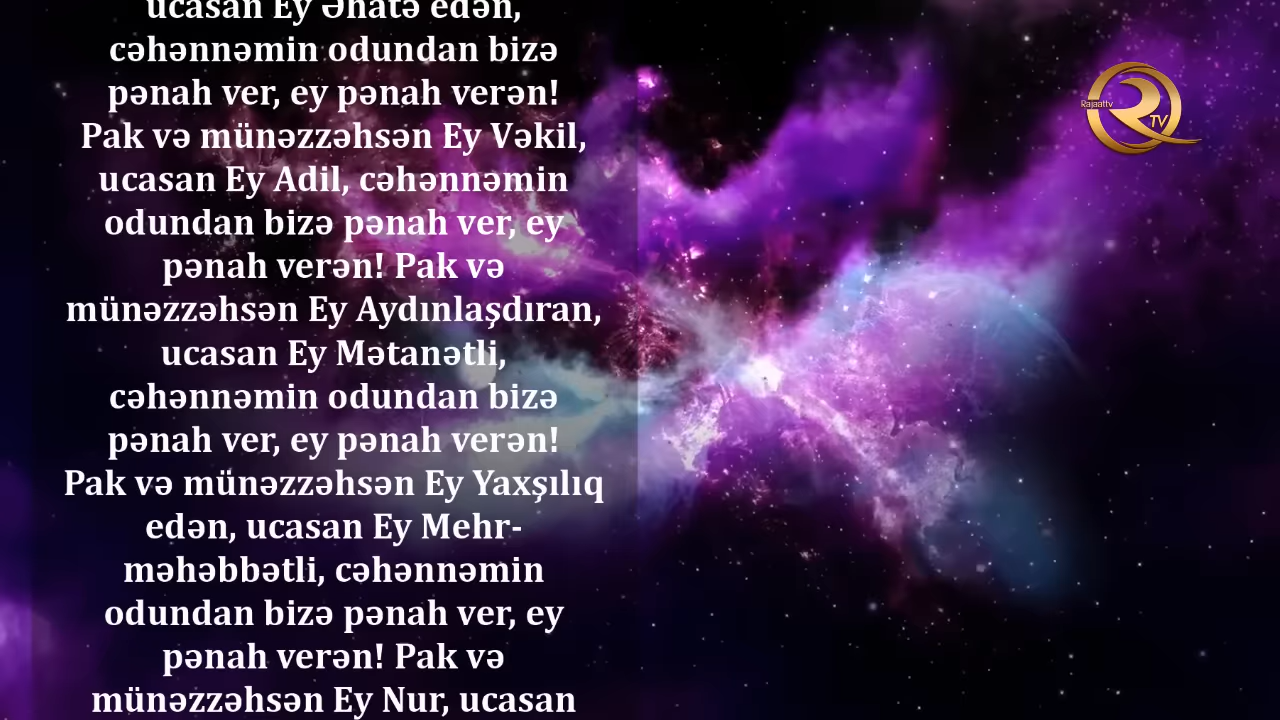 ucasan Ey Əhatə edən,
cəhənnəmin odundan bizə
pənah ver, ey pənah verən!
Pak və münəzzəhsən Ey Vəkil,
ucasan Ey Adil, cəhənnəmin
odundan bizə pənah ver, ey
pənah verən! Pak və
münəzzəhsən Ey Aydınlaşdıran,
ucasan Ey Mətanətli,
cəhənnəmin odundan bizə
pənah ver, ey pənah verən!
Pak və münəzzəhsən Ey Yaxşılıq
edən, ucasan Ey Mehr-
məhəbbətli, cəhənnəmin
odundan bizə pənah ver, ey
pənah verən! Pak və
münəzzəhsən Ey Nur, ucasan
Rajaattv
R TV